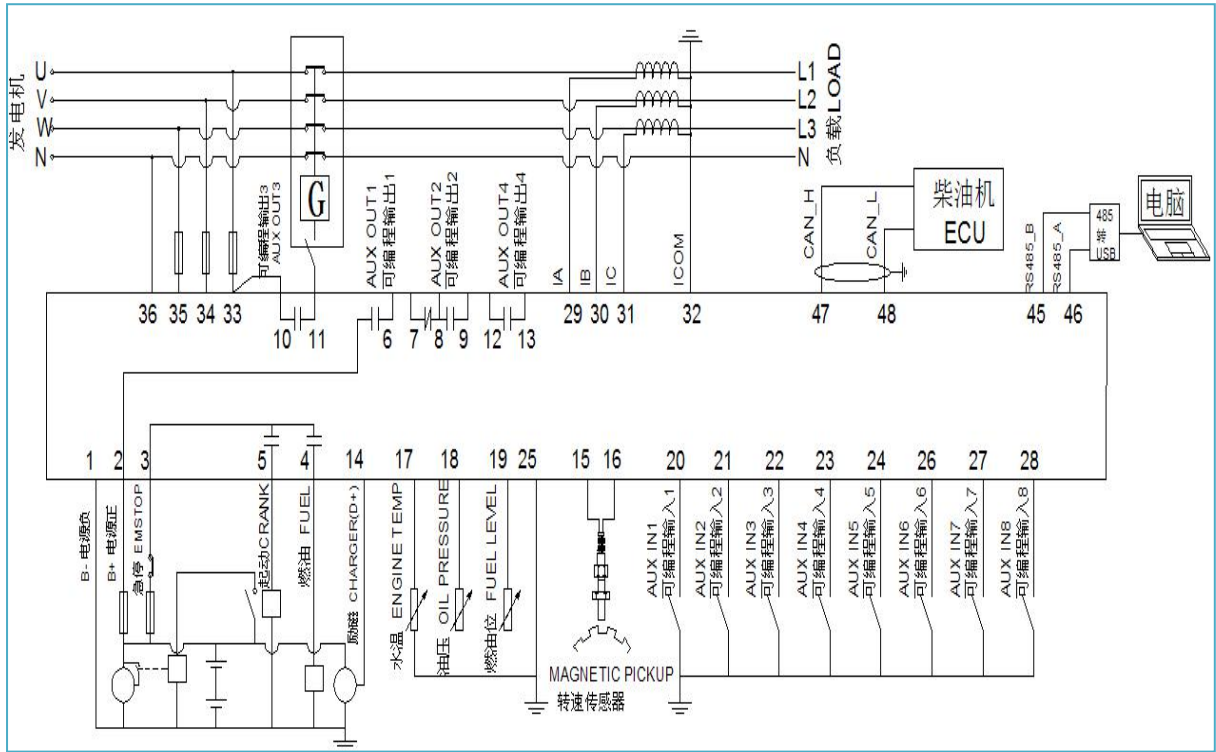 发电机
U
V
W
N
L1
L2
L3
N
负载LOAD
G
可编程输出3
AUX OUT3
AUX OUT1
可编程输出1
AUX OUT2
可编程输出2
AUX OUT4
可编程输出4
IA
IB
IC
ICOM
CAN_H
CAN_L
柴油机
ECU
RS485_B
RS485_A
485
转
USB
电脑
36 35 34 33 10 11 6 7 8 9 12 13 29 30 31 32 47 48 45 46
1 2 3 5 4 14 17 18 19 25 15 16 20 21 22 23 24 26 27 28
B- 电源负
B+ 电源正
急停 EMSTOP
起动CRANK
燃油 FUEL
励磁 CHARGER(D+)
水温 ENGINE TEMP
油压 OIL PRESSURE
燃油位 FUEL LEVEL
MAGNETIC PICKUP
转速传感器
AUX IN1
可编程输入1
AUX IN2
可编程输入2
AUX IN3
可编程输入3
AUX IN4
可编程输入4
AUX IN5
可编程输入5
AUX IN6
可编程输入6
AUX IN7
可编程输入7
AUX IN8
可编程输入8